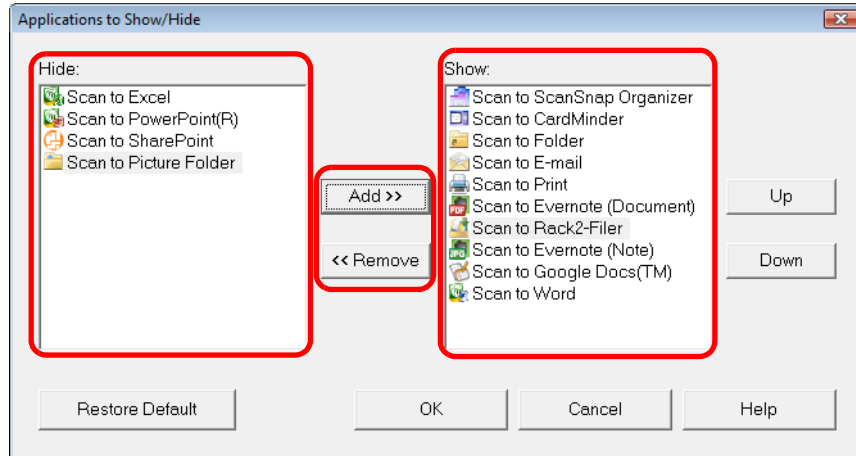 Applications to Show/Hide
Hide:
Scan to Excel
Scan to PowerPoint(R)
Scan to SharePoint
Scan to Picture Folder
Add >>
<< Remove
Show:
Scan to ScanSnap Organizer
Scan to CardMinder
Scan to Folder
Scan to E-mail
Scan to Print
Scan to Evernote (Document)
Scan to Rack2-Filer
Scan to Evernote (Note)
Scan to Google Docs(TM)
Scan to Word
Up
Down
Restore Default
OK
Cancel
Help